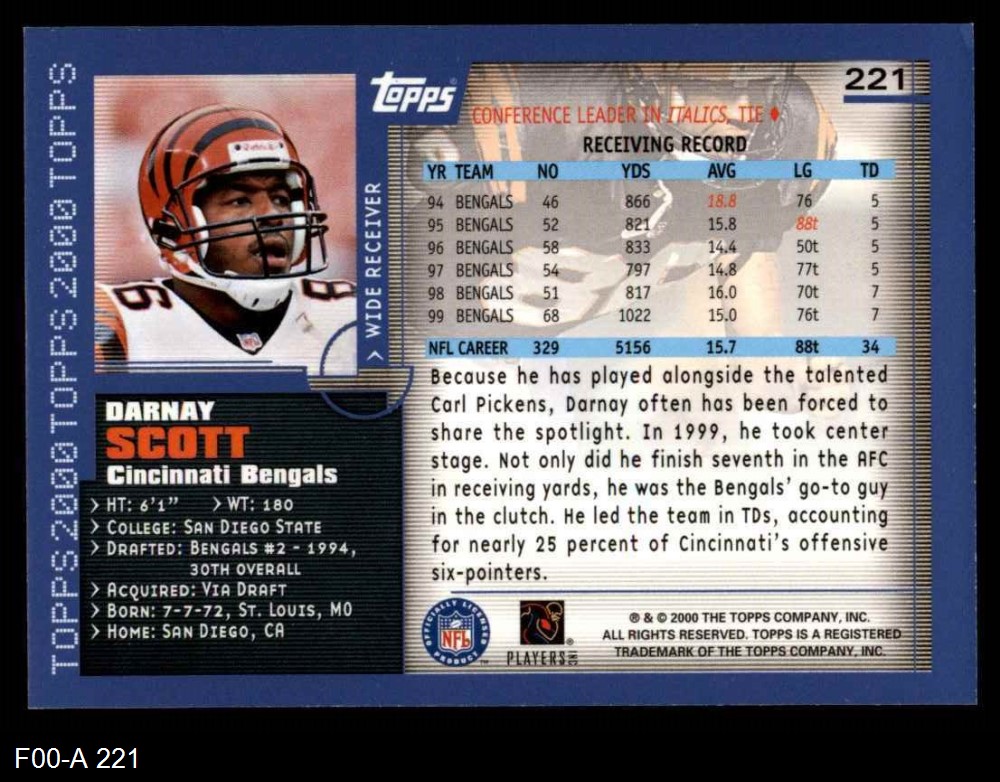 TOPPS2000TOPPS2000TOPPS2000TOPPS
Topps
221
CONFERENCE LEADER IN ITALICS, TIE ♦
RECEIVING RECORD
YR TEAM NO YDS AVG LG TD
94 BENGALS 46 866 18.8 76 5
95 BENGALS 52 821 15.8 88t 5
96 BENGALS 58 833 14.4 50t 5
97 BENGALS 54 797 14.8 77t 5
98 BENGALS 51 817 16.0 70t 7
99 BENGALS 68 1022 15.0 76t 7
NFL CAREER 329 5156 15.7 88t 34
> WIDE RECEIVER
DARNAY
SCOTT
Cincinnati Bengals
> HT: 6'1" > WT: 180
> COLLEGE: SAN DIEGO STATE
> DRAFTED: BENGALS #2 - 1994,
30TH OVERALL
> ACQUIRED: VIA DRAFT
> BORN: 7-7-72, ST. LOUIS, MO
> HOME: SAN DIEGO, CA
Because he has played alongside the talented
Carl Pickens, Darnay often has been forced to
share the spotlight. In 1999, he took center
stage. Not only did he finish seventh in the AFC
in receiving yards, he was the Bengals' go-to guy
in the clutch. He led the team in TDs, accounting
for nearly 25 percent of Cincinnati's offensive
six-pointers.
OFFICIALLY LICENSED
NFL
PRODUCT
PLAYERS INC
® & © 2000 THE TOPPS COMPANY, INC.
ALL RIGHTS RESERVED. TOPPS IS A REGISTERED
TRADEMARK OF THE TOPPS COMPANY, INC.
F00-A 221